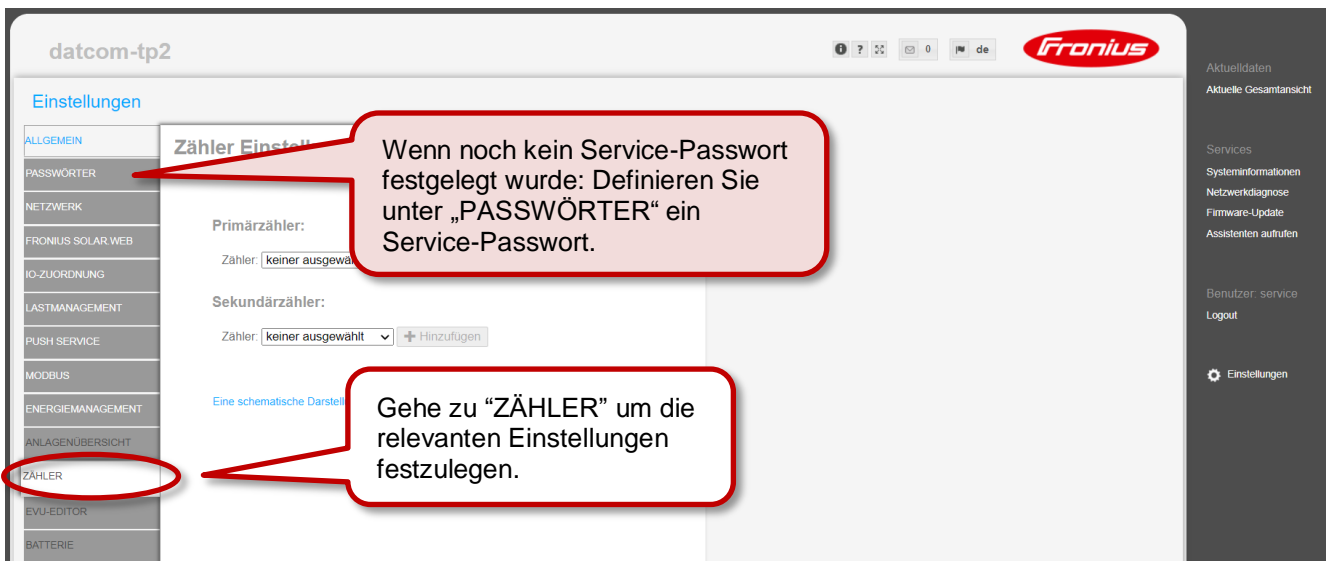 datcom-tp2
0
de
Fronius
Einstellungen
ALLGEMEIN
PASSWÖRTER
NETZWERK
FRONIUS SOLAR.WEB
IO-ZUORDNUNG
LASTMANAGEMENT
PUSH SERVICE
MODBUS
ENERGIEMANAGEMENT
ANLAGENÜBERSICHT
ZÄHLER
EVU-EDITOR
BATTERIE
Zähler
Primärzähler:
Zähler: keiner
Sekundärzähler:
Zähler: keiner ausgewählt + Hinzufügen
Eine schematische
Wenn noch kein Service-Passwort
festgelegt wurde: Definieren Sie
unter „PASSWÖRTER“ ein
Service-Passwort.
Gehe zu “ZÄHLER” um die
relevanten Einstellungen
festzulegen.
Aktuelldaten
Aktuelle Gesamtansicht
Services
Systeminformationen
Netzwerkdiagnose
Firmware-Update
Assistenten aufrufen
Benutzer: service
Logout
Einstellungen